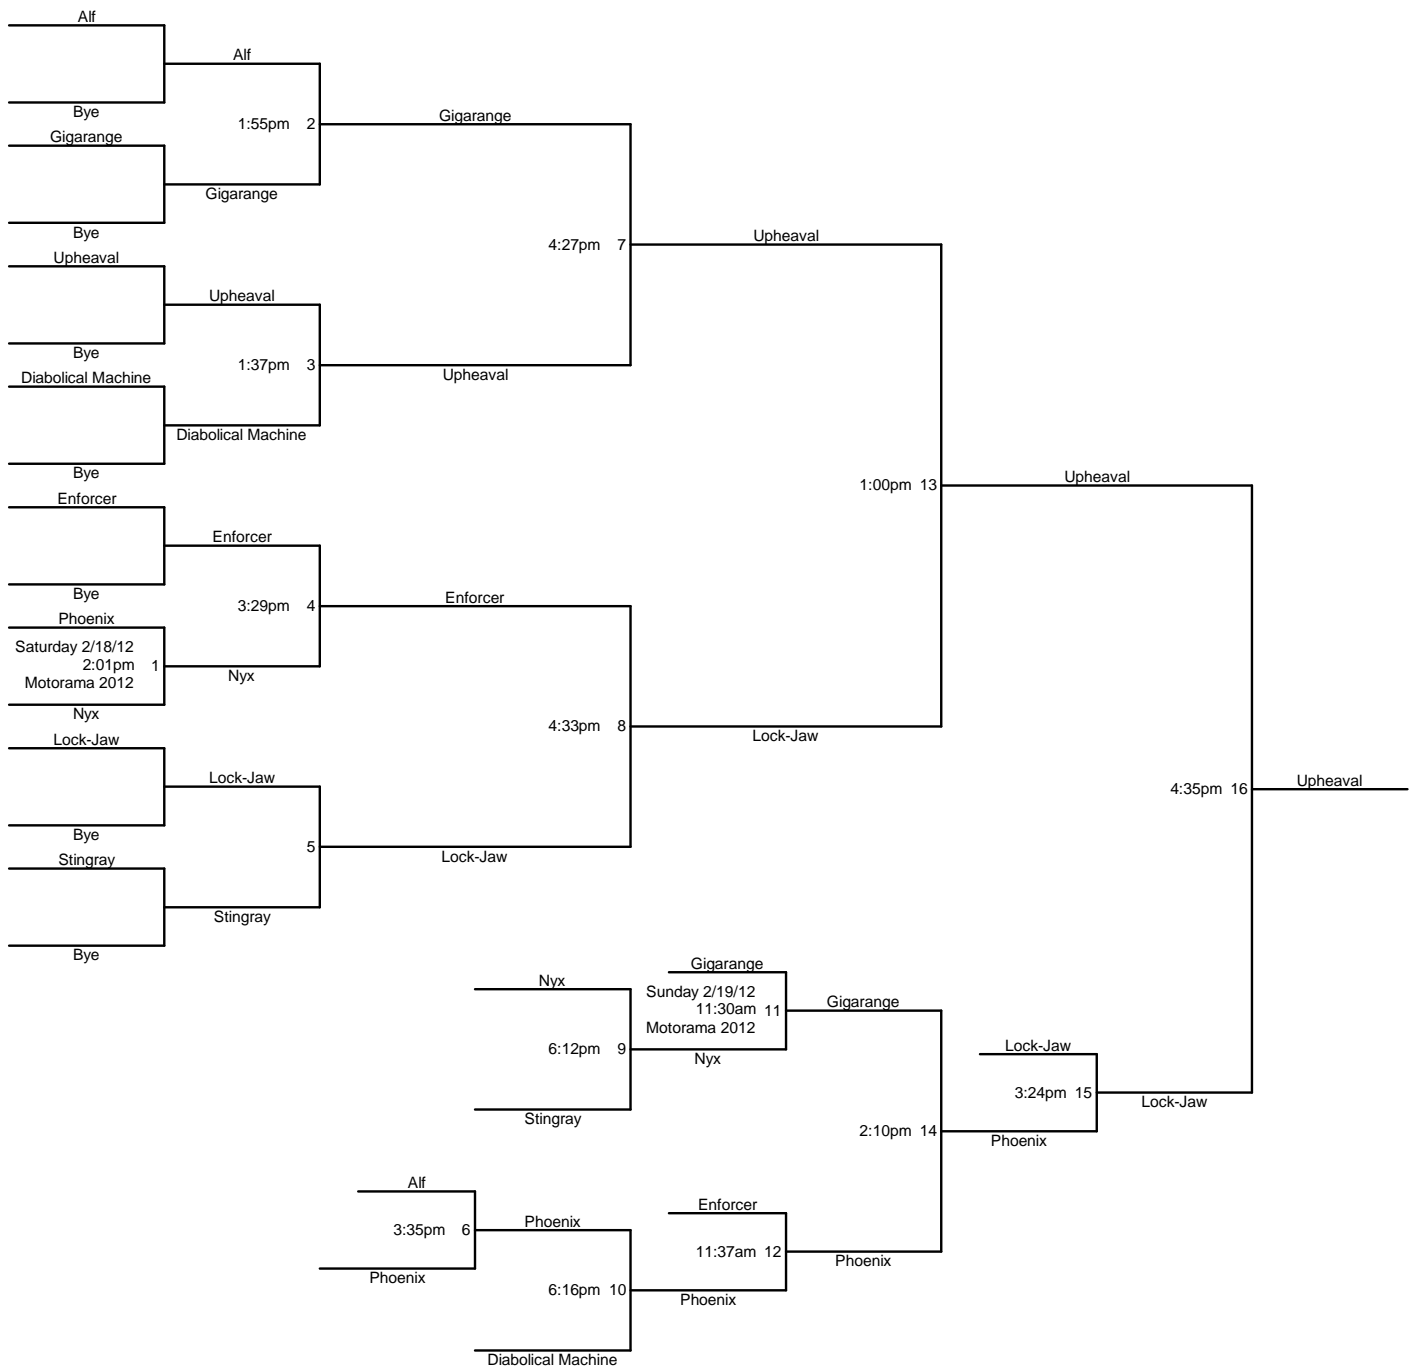 Alf
Alf
Bye
1:55pm 2
Gigarange
Gigarange
Gigarange
Bye
4:27pm 7
Upheaval
Upheaval
Upheaval
Bye
1:37pm 3
Upheaval
Diabolical Machine
Diabolical Machine
Bye
1:00pm 13
Upheaval
Enforcer
Enforcer
Bye
3:29pm 4
Enforcer
Phoenix
Saturday 2/18/12
2:01pm 1
Motorama 2012
Nyx
Nyx
4:33pm 8
Lock-Jaw
Lock-Jaw
Lock-Jaw
Bye
5
Lock-Jaw
Stingray
Stingray
Bye
4:35pm 16
Upheaval
Nyx
6:12pm 9
Stingray
Gigarange
Sunday 2/19/12
11:30am 11
Motorama 2012
Nyx
Gigarange
Lock-Jaw
3:24pm 15
Lock-Jaw
2:10pm 14
Phoenix
Alf
3:35pm 6
Phoenix
Phoenix
6:16pm 10
Diabolical Machine
Enforcer
11:37am 12
Phoenix
Phoenix